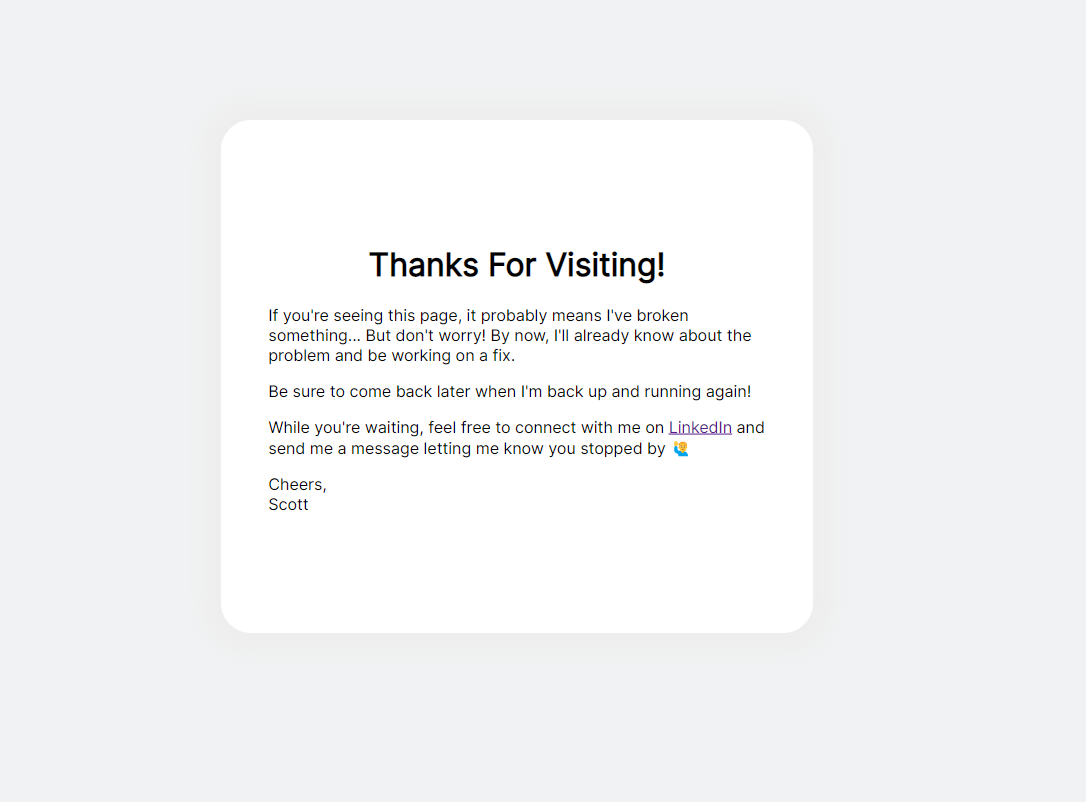 Thanks For Visiting!
If you're seeing this page, it probably means I've broken
something... But don't worry! By now, I'll already know about the
problem and be working on a fix.
Be sure to come back later when I'm back up and running again!
While you're waiting, feel free to connect with me on LinkedIn and
send me a message letting me know you stopped by 🙋‍♂️
Cheers,
Scott